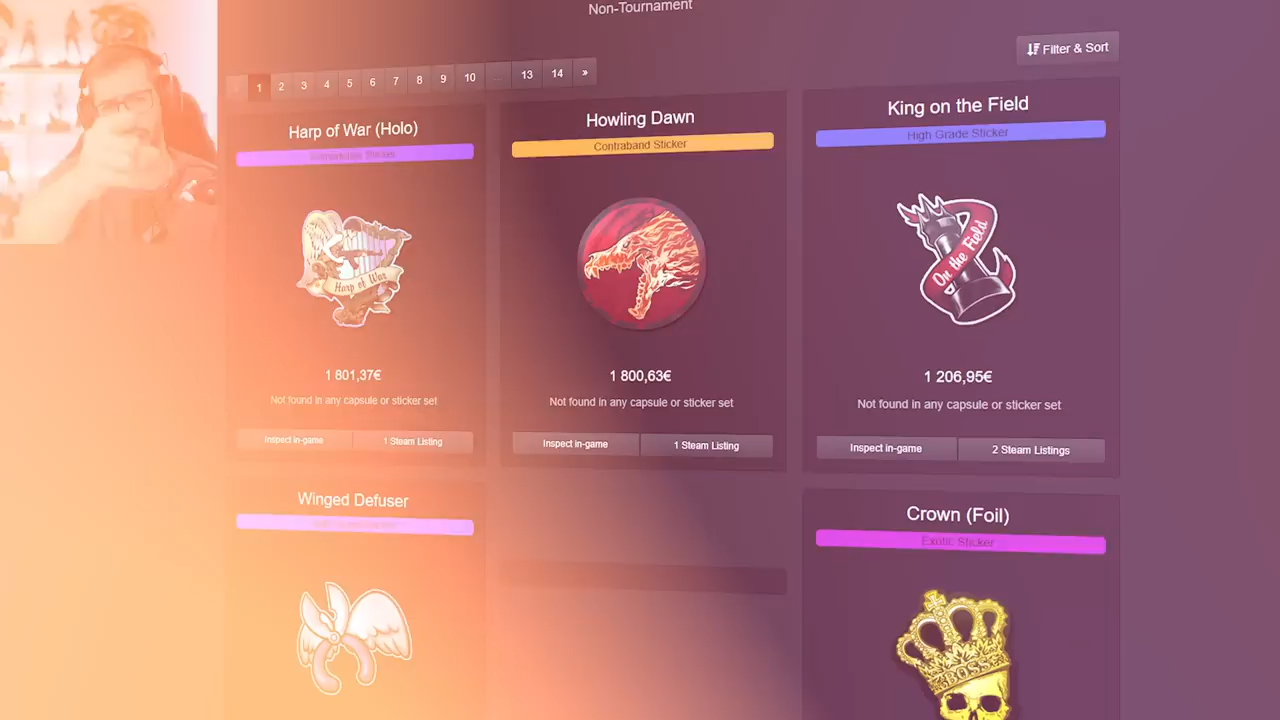 Non-Tournament
Filter & Sort
1 2 3 4 5 6 7 8 9 10 ... 13 14 »
Harp of War (Holo)
Howling Dawn
Contraband Sticker
King on the Field
High Grade Sticker
Harp of War
On the Field
1 801,37€
Not found in any capsule or sticker set
Inspect in-game
1 Steam Listing
1 800,63€
Not found in any capsule or sticker set
Inspect in-game
1 Steam Listing
1 206,95€
Not found in any capsule or sticker set
Inspect in-game
2 Steam Listings
Winged Defuser
Crown (Foil)
Exotic Sticker
BOSS